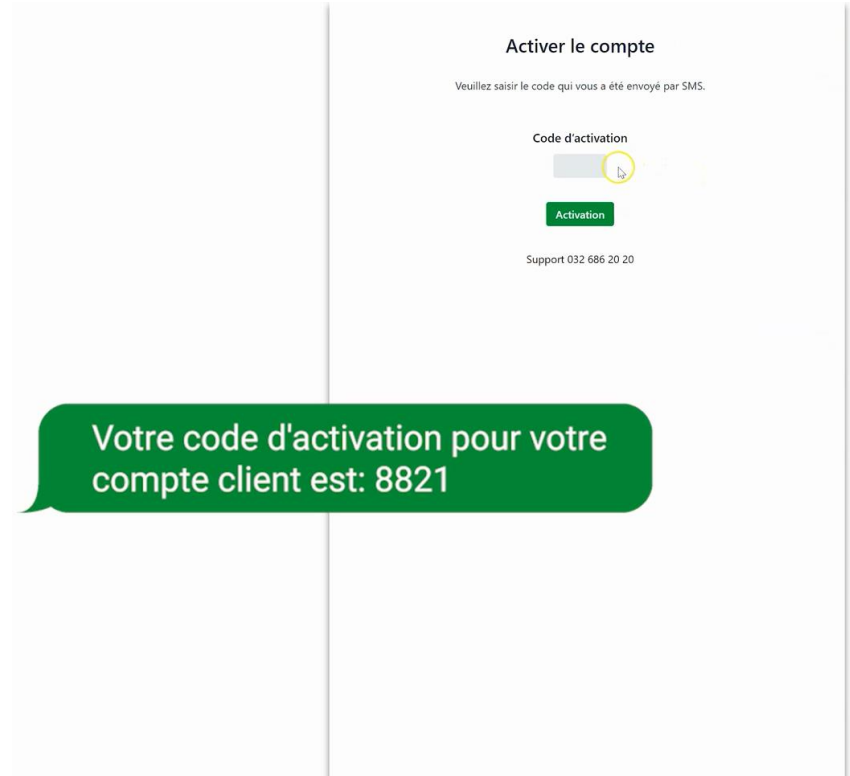 Activer le compte
Veuillez saisir le code qui vous a été envoyé par SMS.
Code d'activation
Activation
Support 032 686 20 20
Votre code d'activation pour votre
compte client est: 8821